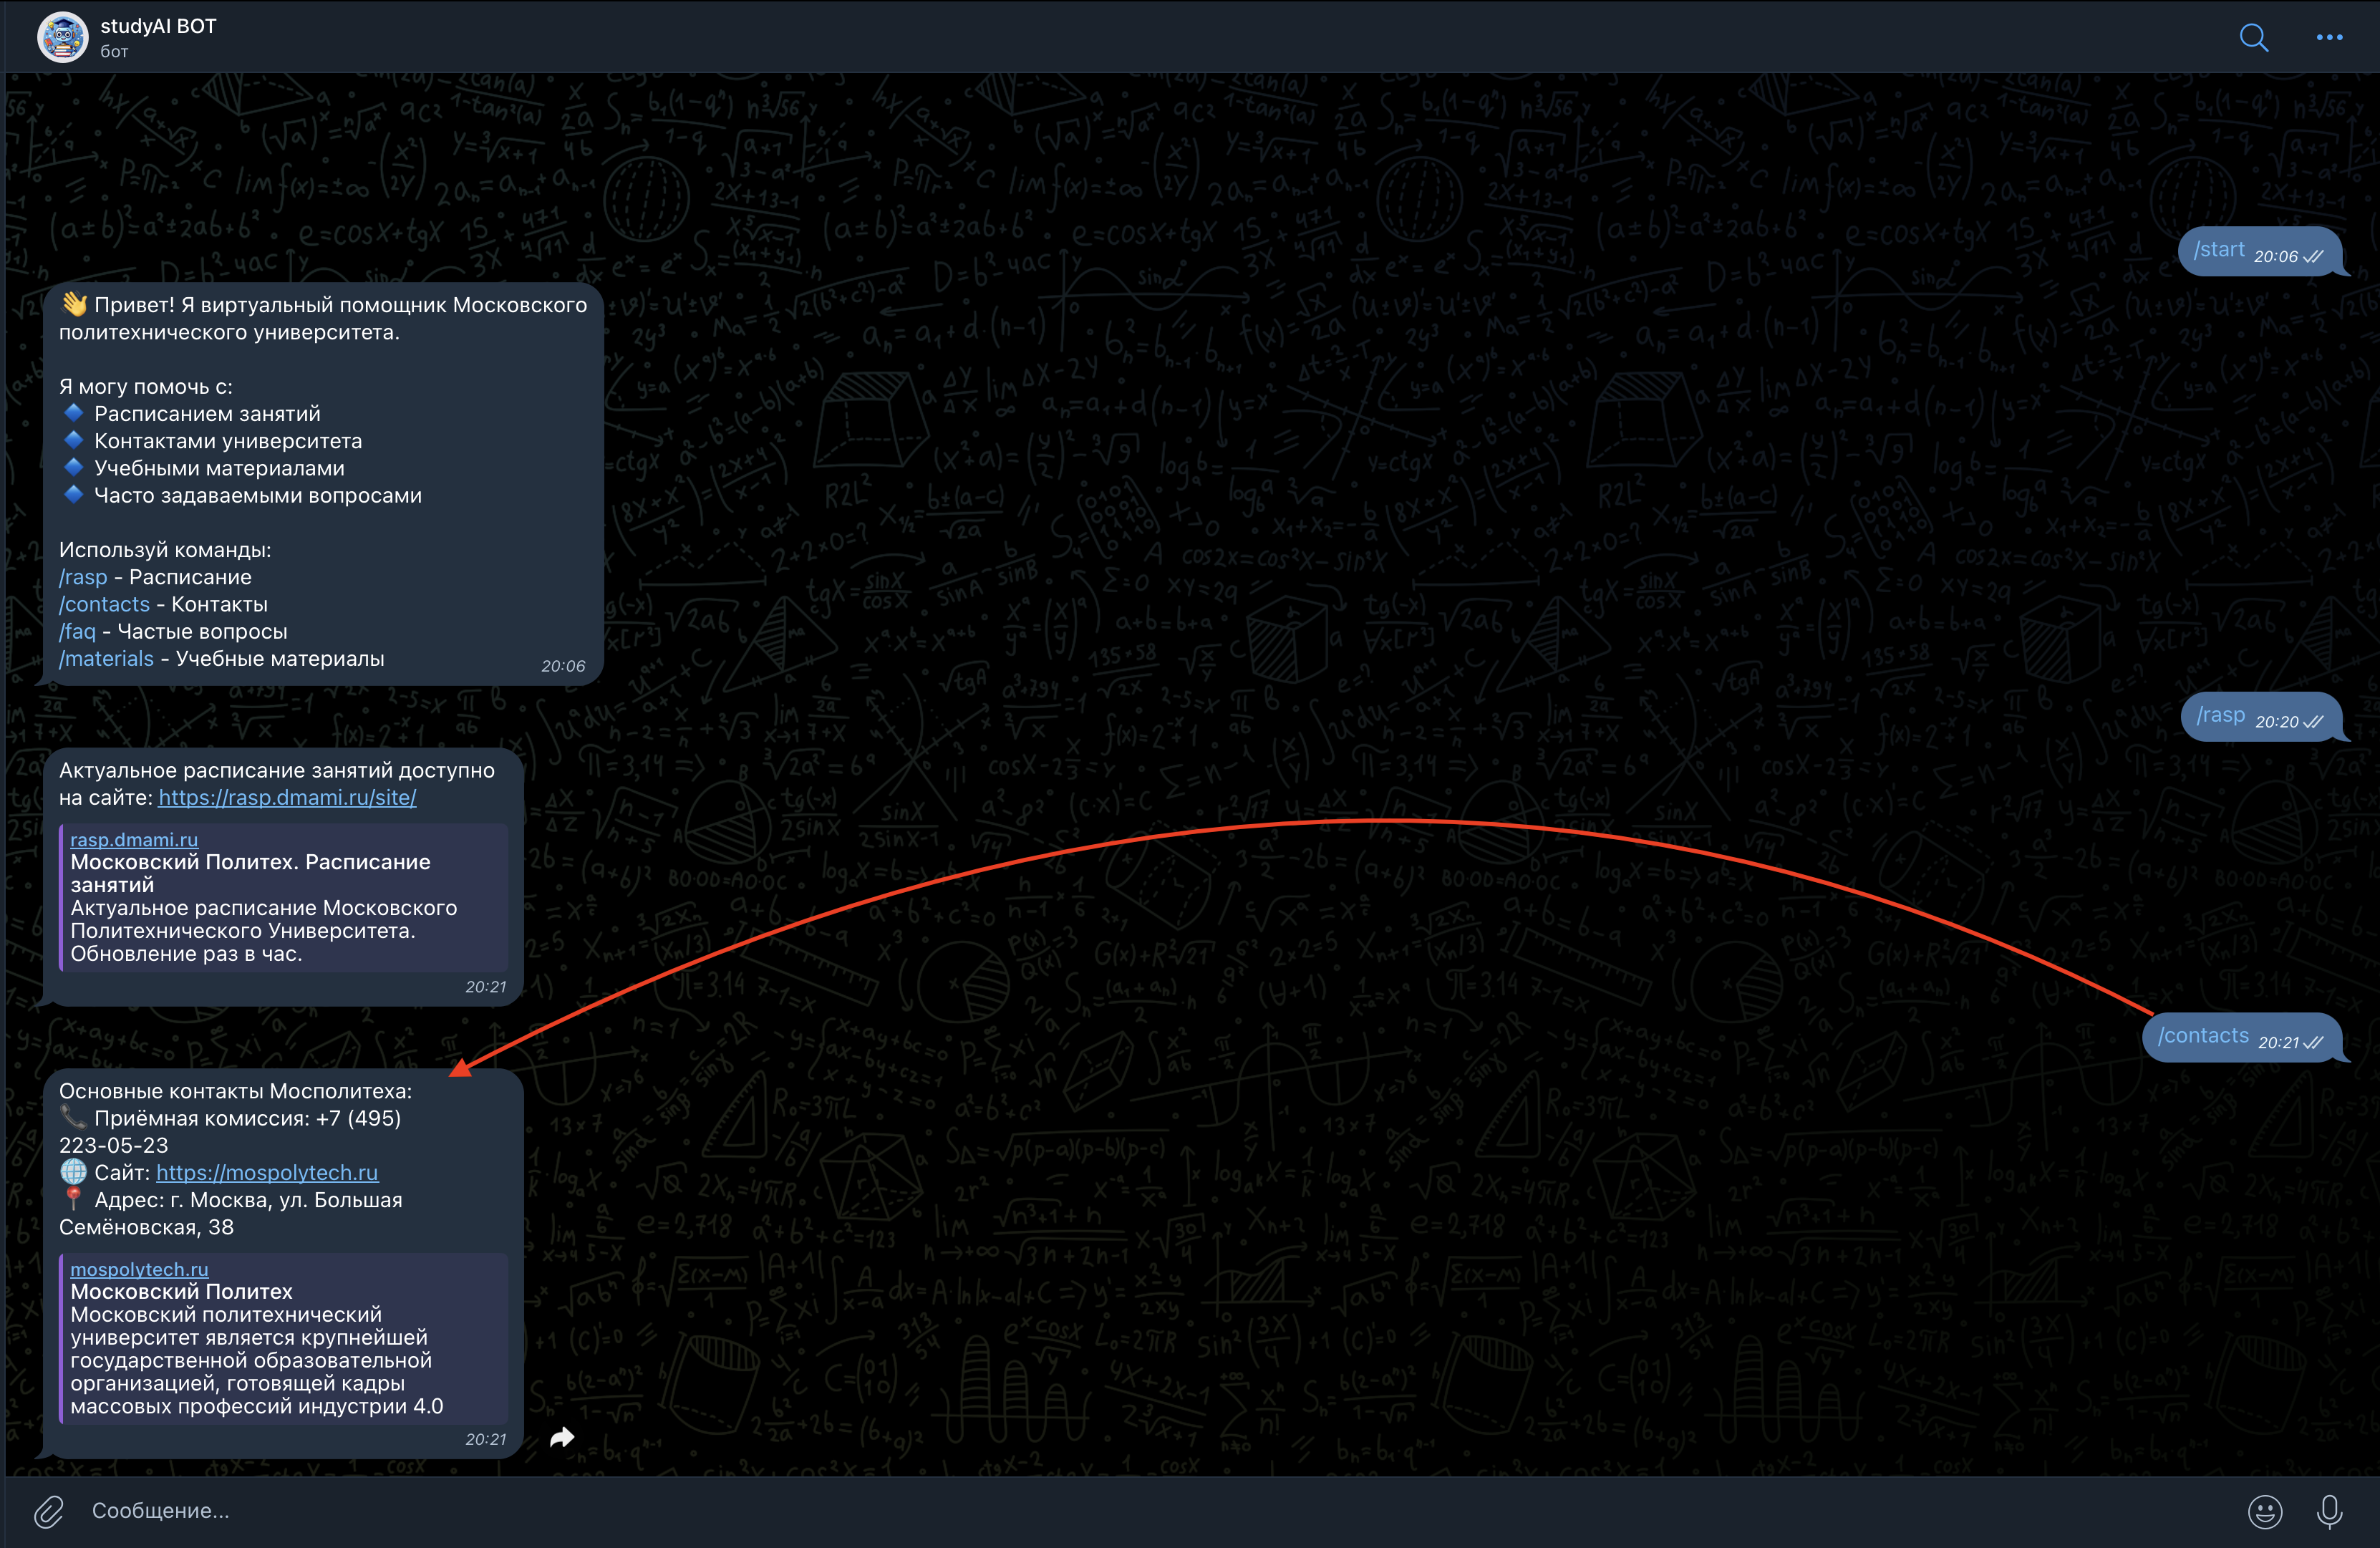 studyAI BOT
бот
/start 20:06
👋 Привет! Я виртуальный помощник Московского
политехнического университета.
Я могу помочь с:
🔹 Расписанием занятий
🔹 Контактами университета
🔹 Учебными материалами
🔹 Часто задаваемыми вопросами
Используй команды:
/rasp - Расписание
/contacts - Контакты
/faq - Частые вопросы
/materials - Учебные материалы
20:06
/rasp 20:20
Актуальное расписание занятий доступно
на сайте: https://rasp.dmami.ru/site/
rasp.dmami.ru
Московский Политех. Расписание
занятий
Актуальное расписание Московского
Политехнического Университета.
Обновление раз в час.
20:21
/contacts 20:21
Основные контакты Мосполитеха:
📞 Приёмная комиссия: +7 (495)
223-05-23
🌐 Сайт: https://mospolytech.ru
📍 Адрес: г. Москва, ул. Большая
Семёновская, 38
mospolytech.ru
Московский Политех
Московский политехнический
университет является крупнейшей
государственной образовательной
организацией, готовящей кадры
массовых профессий индустрии 4.0
20:21
Сообщение...